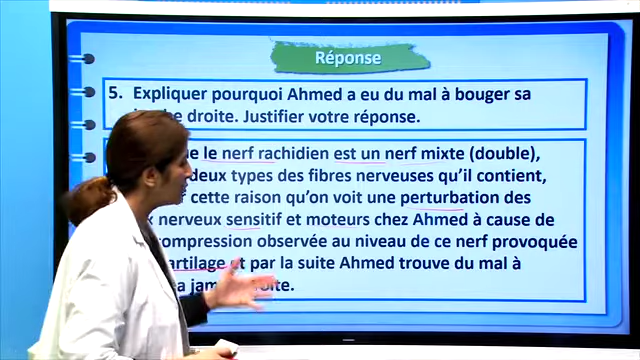 Réponse
5. Expliquer pourquoi Ahmed a eu du mal à bouger sa
droite. Justifier votre réponse.
le nerf rachidien est un nerf mixte (double),
deux types des fibres nerveuses qu'il contient,
cette raison qu'on voit une perturbation des
nerveux sensitif et moteurs chez Ahmed à cause de
compression observée au niveau de ce nerf provoquée
et par la suite Ahmed trouve du mal à